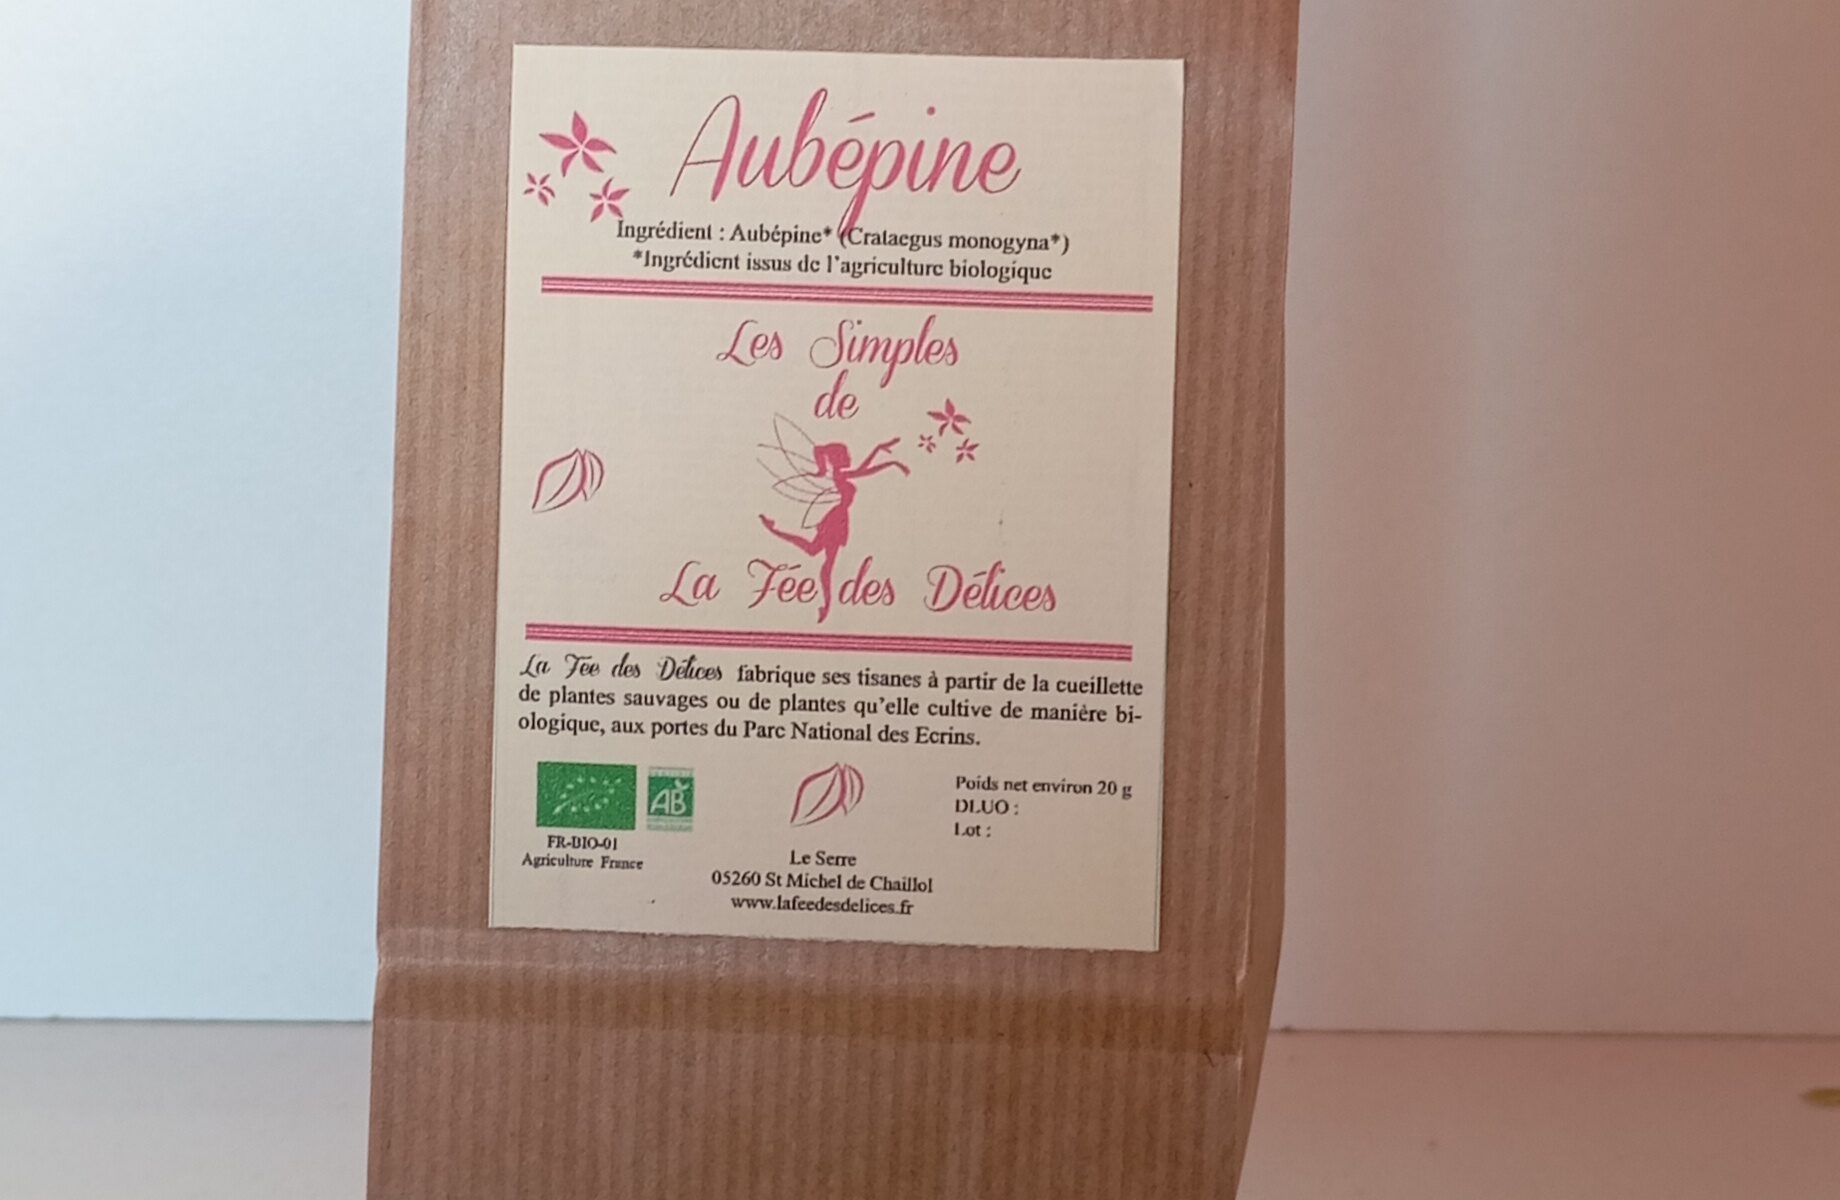 Aubépine
Ingrédient : Aubépine* (Crataegus monogyna*)
*Ingrédient issus de l'agriculture biologique
Les Simples
de
La Fée des Délices
La Fée des Délices fabrique ses tisanes à partir de la cueillette
de plantes sauvages ou de plantes qu'elle cultive de manière bi-
ologique, aux portes du Parc National des Ecrins.
AB
FR-BIO-01
Agriculture France
Le Serre
05260 St Michel de Chaillol
www.lafeedesdelices.fr
Poids net environ 20 g
DLUO :
Lot :